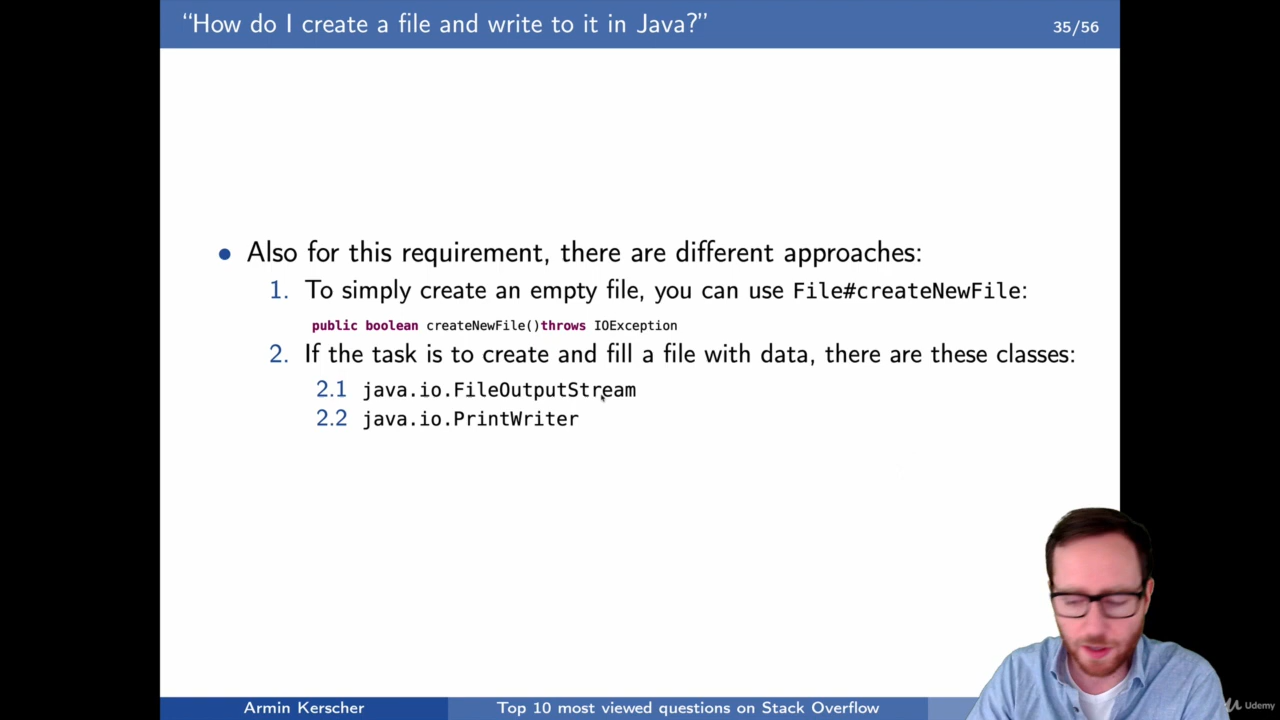 “How do I create a file and write to it in Java?”
35/56
• Also for this requirement, there are different approaches:
1. To simply create an empty file, you can use File#createNewFile:
public boolean createNewFile()throws IOException
2. If the task is to create and fill a file with data, there are these classes:
2.1 java.io.FileOutputStream
2.2 java.io.PrintWriter
Armin Kerscher
Top 10 most viewed questions on Stack Overflow
Udemy